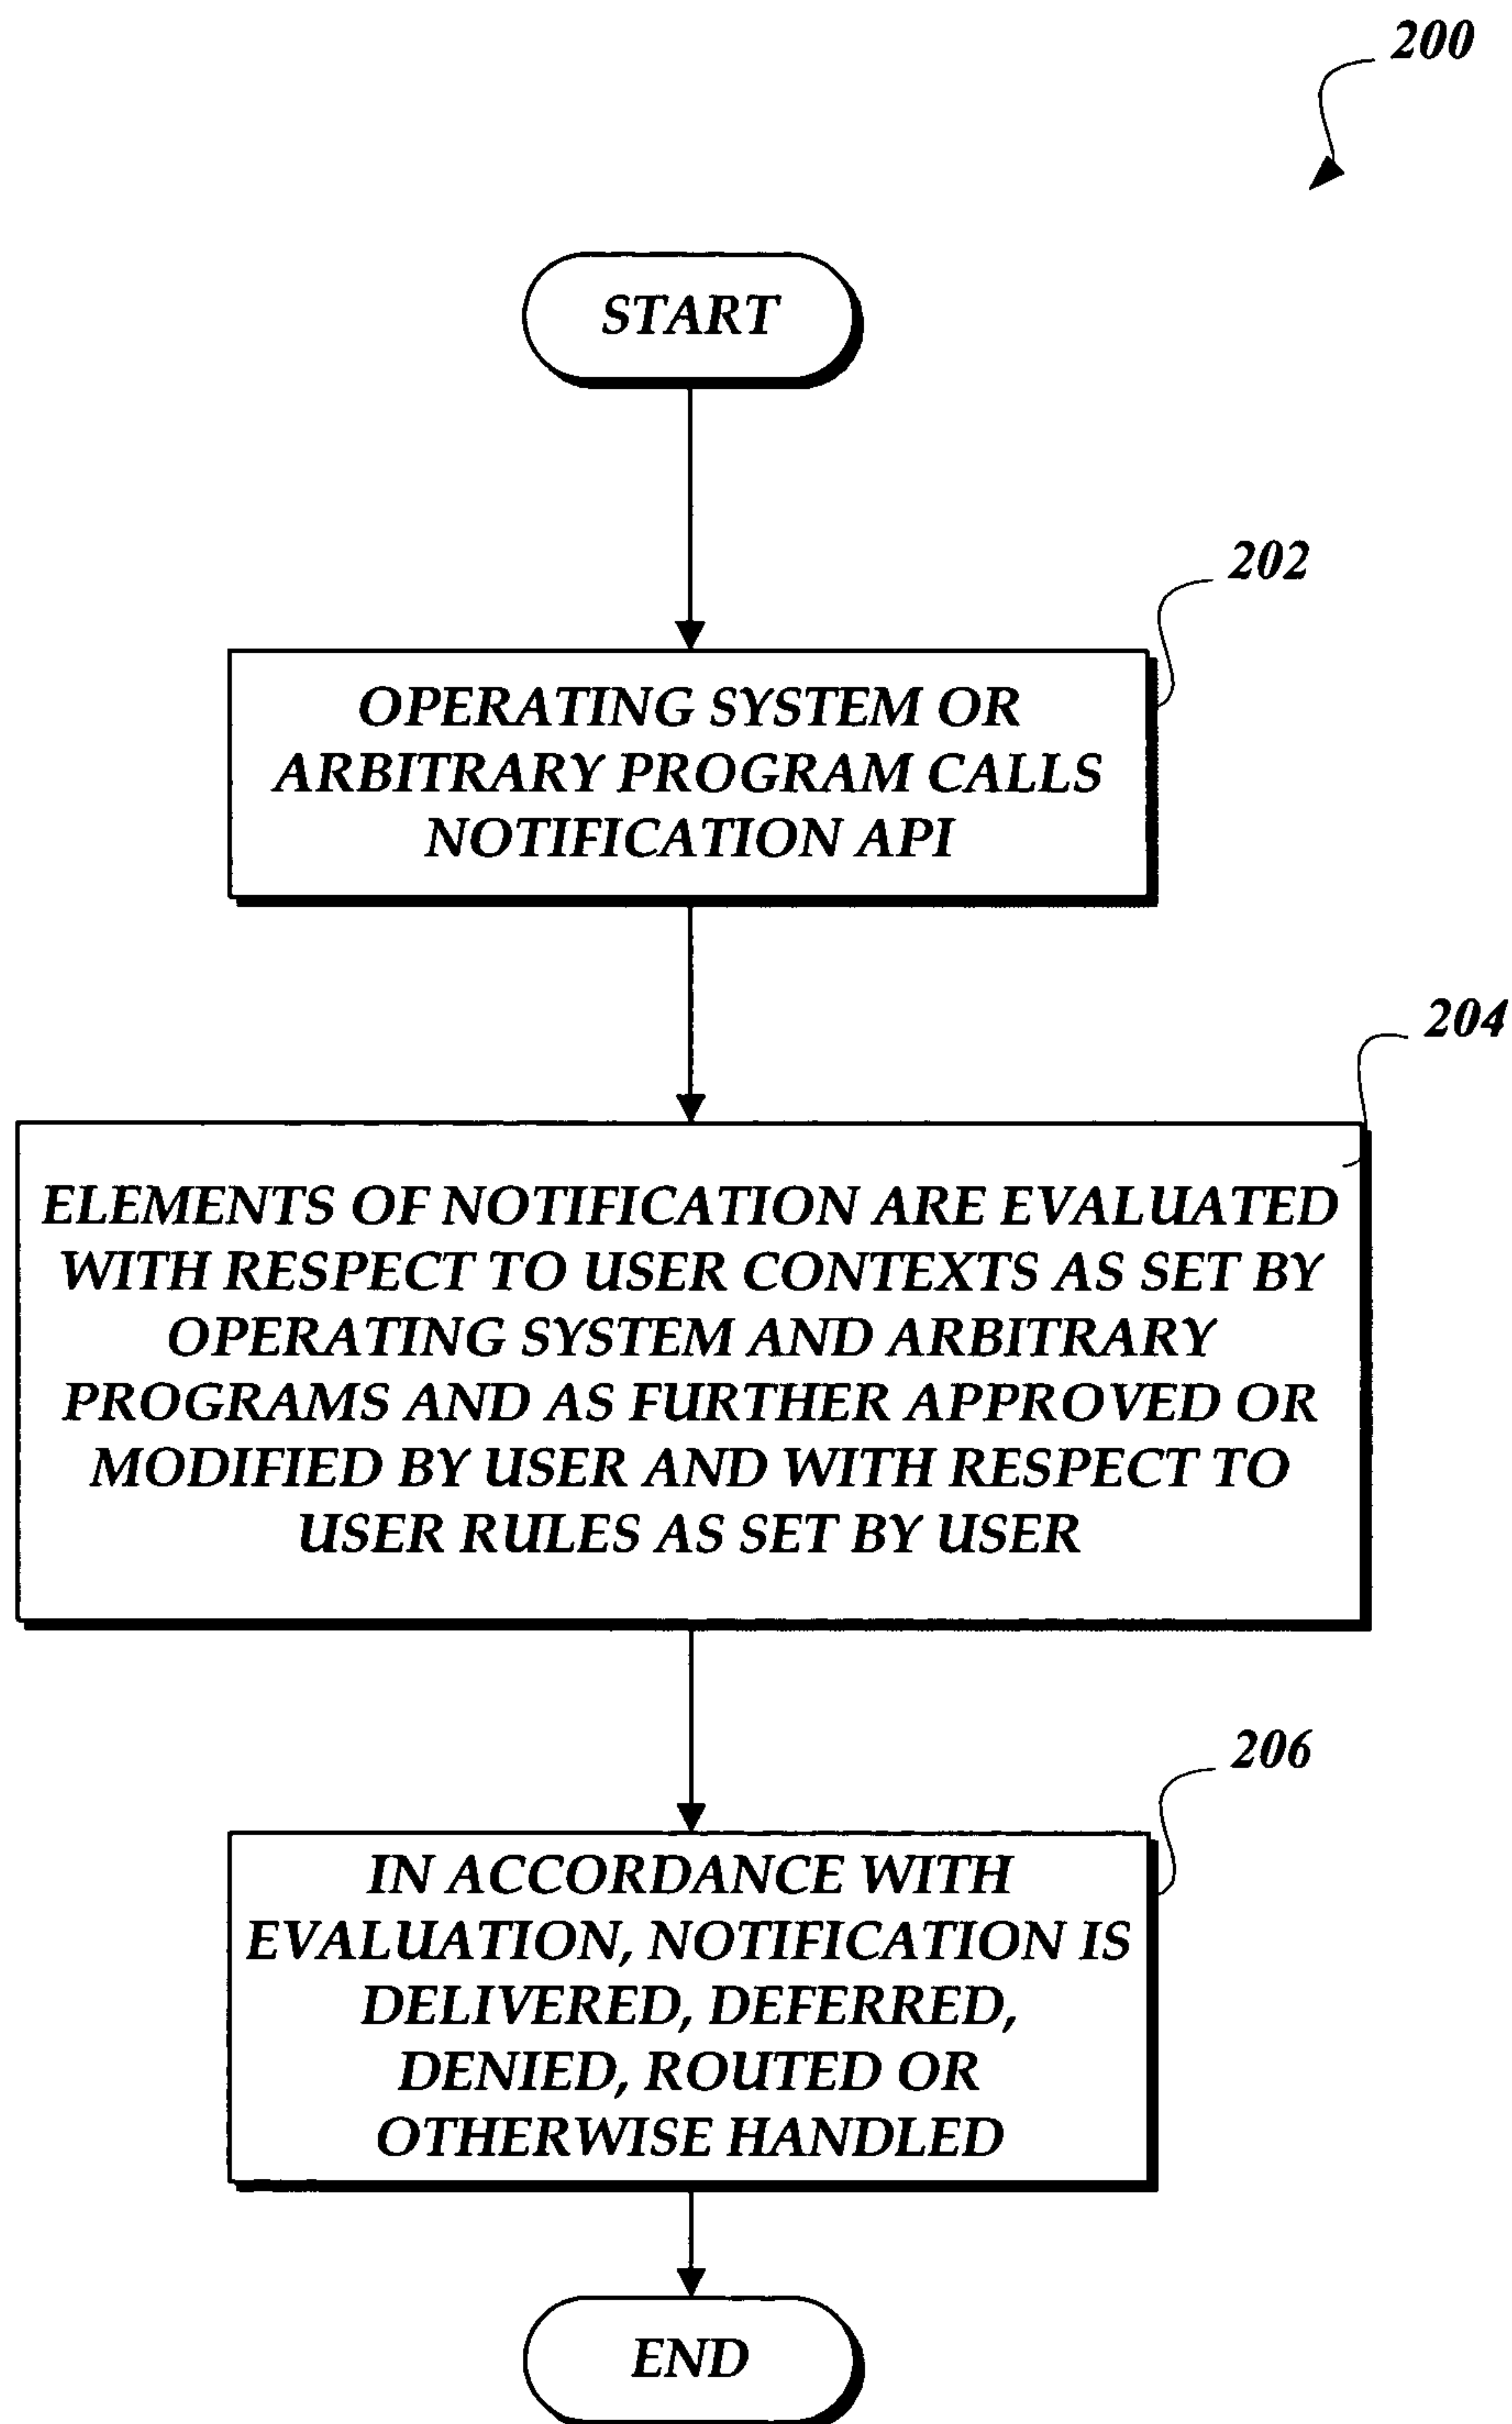 200
START
202
OPERATING SYSTEM OR
ARBITRARY PROGRAM CALLS
NOTIFICATION API
204
ELEMENTS OF NOTIFICATION ARE EVALUATED
WITH RESPECT TO USER CONTEXTS AS SET BY
OPERATING SYSTEM AND ARBITRARY
PROGRAMS AND AS FURTHER APPROVED OR
MODIFIED BY USER AND WITH RESPECT TO
USER RULES AS SET BY USER
206
IN ACCORDANCE WITH
EVALUATION, NOTIFICATION IS
DELIVERED, DEFERRED,
DENIED, ROUTED OR
OTHERWISE HANDLED
END